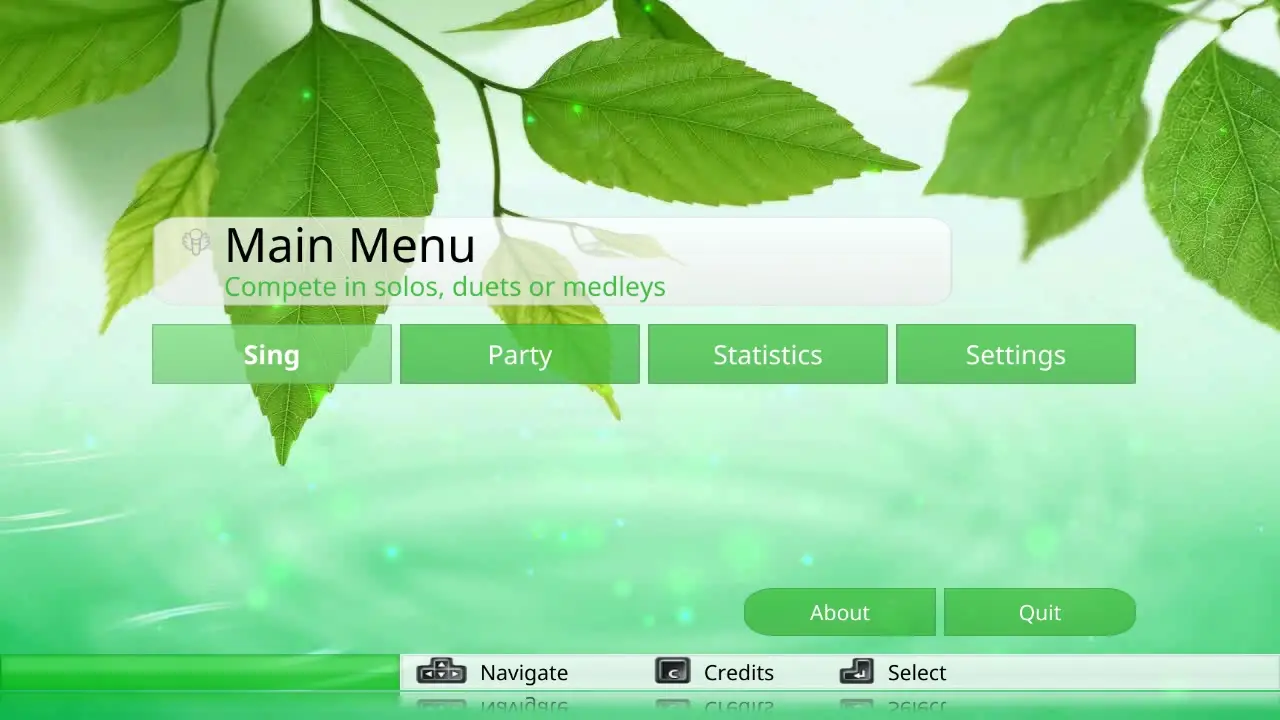 Main Menu
Compete in solos, duets or medleys
Sing Party Statistics Settings
About Quit
Navigate C Credits Select